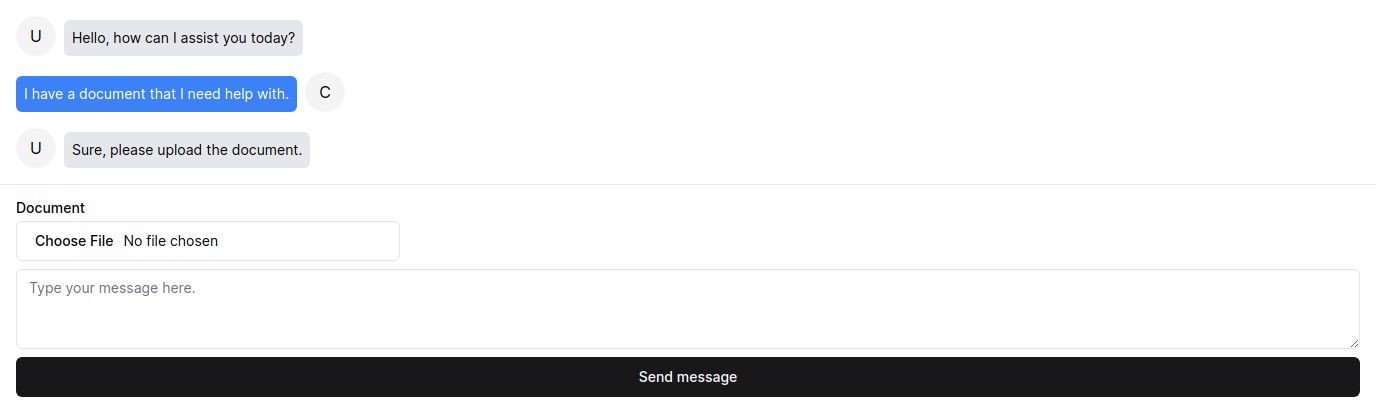 U Hello, how can I assist you today?
I have a document that I need help with. C
U Sure, please upload the document.
Document
Choose File No file chosen
Type your message here.
Send message